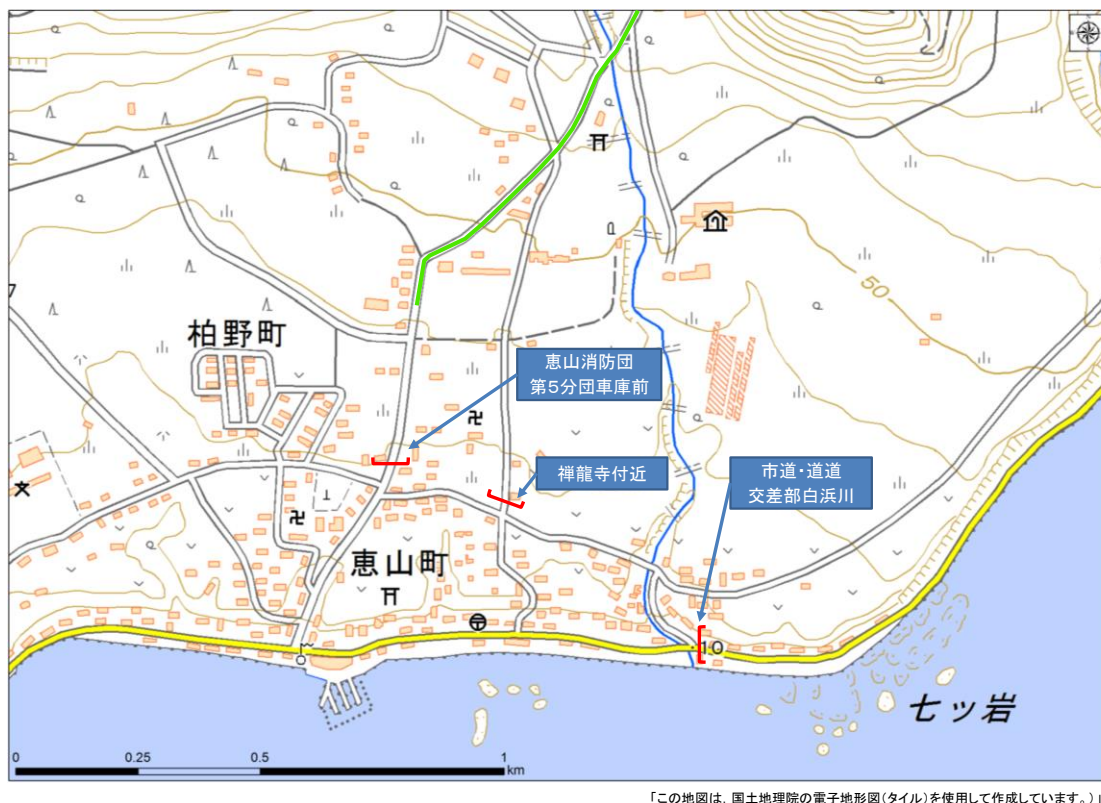 50
柏野町
恵山消防団
第5分団車庫前
禅龍寺付近
市道・道道
交差部白浜川
恵山町
10
七ッ岩
0
0.25
0.5
1
km
「この地図は、国土地理院の電子地形図(タイル)を使用して作成しています。)」